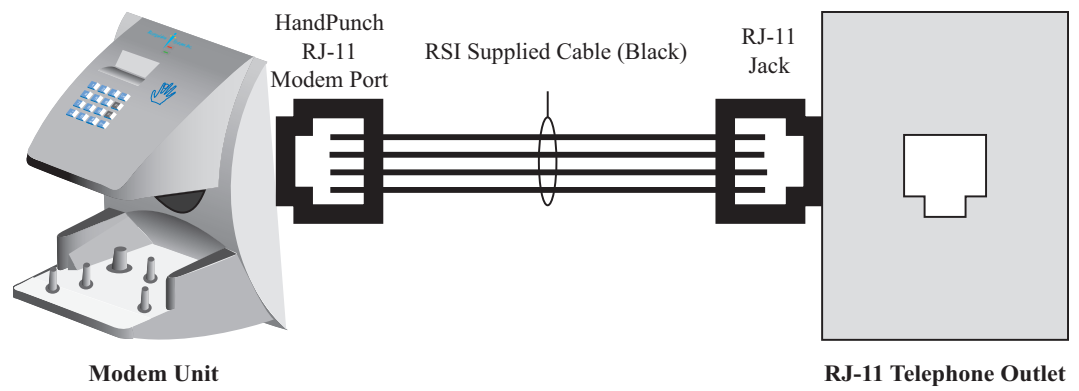 HandPunch
RJ-11
Modem Port
RSI Supplied Cable (Black)
RJ-11
Jack
Modem Unit
RJ-11 Telephone Outlet